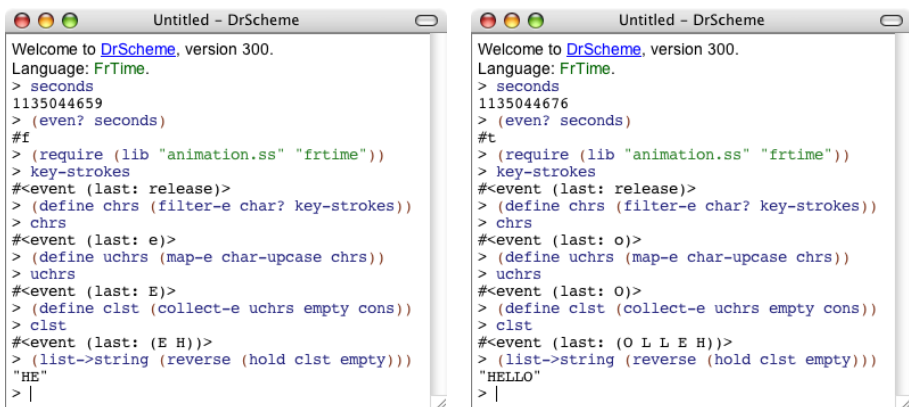 Untitled – DrScheme
Welcome to DrScheme, version 300.
Language: FrTime.
> seconds
1135044659
> (even? seconds)
#f
> (require (lib "animation.ss" "frtime"))
> key-strokes
#<event (last: release)>
> (define chrs (filter-e char? key-strokes))
> chrs
#<event (last: e)>
> (define uchrs (map-e char-upcase chrs))
> uchrs
#<event (last: E)>
> (define clst (collect-e uchrs empty cons))
> clst
#<event (last: (E H))>
> (list->string (reverse (hold clst empty)))
"HE"
>
Untitled – DrScheme
Welcome to DrScheme, version 300.
Language: FrTime.
> seconds
1135044676
> (even? seconds)
#t
> (require (lib "animation.ss" "frtime"))
> key-strokes
#<event (last: release)>
> (define chrs (filter-e char? key-strokes))
> chrs
#<event (last: o)>
> (define uchrs (map-e char-upcase chrs))
> uchrs
#<event (last: O)>
> (define clst (collect-e uchrs empty cons))
> clst
#<event (last: (O L L E H))>
> (list->string (reverse (hold clst empty)))
"HELLO"
>